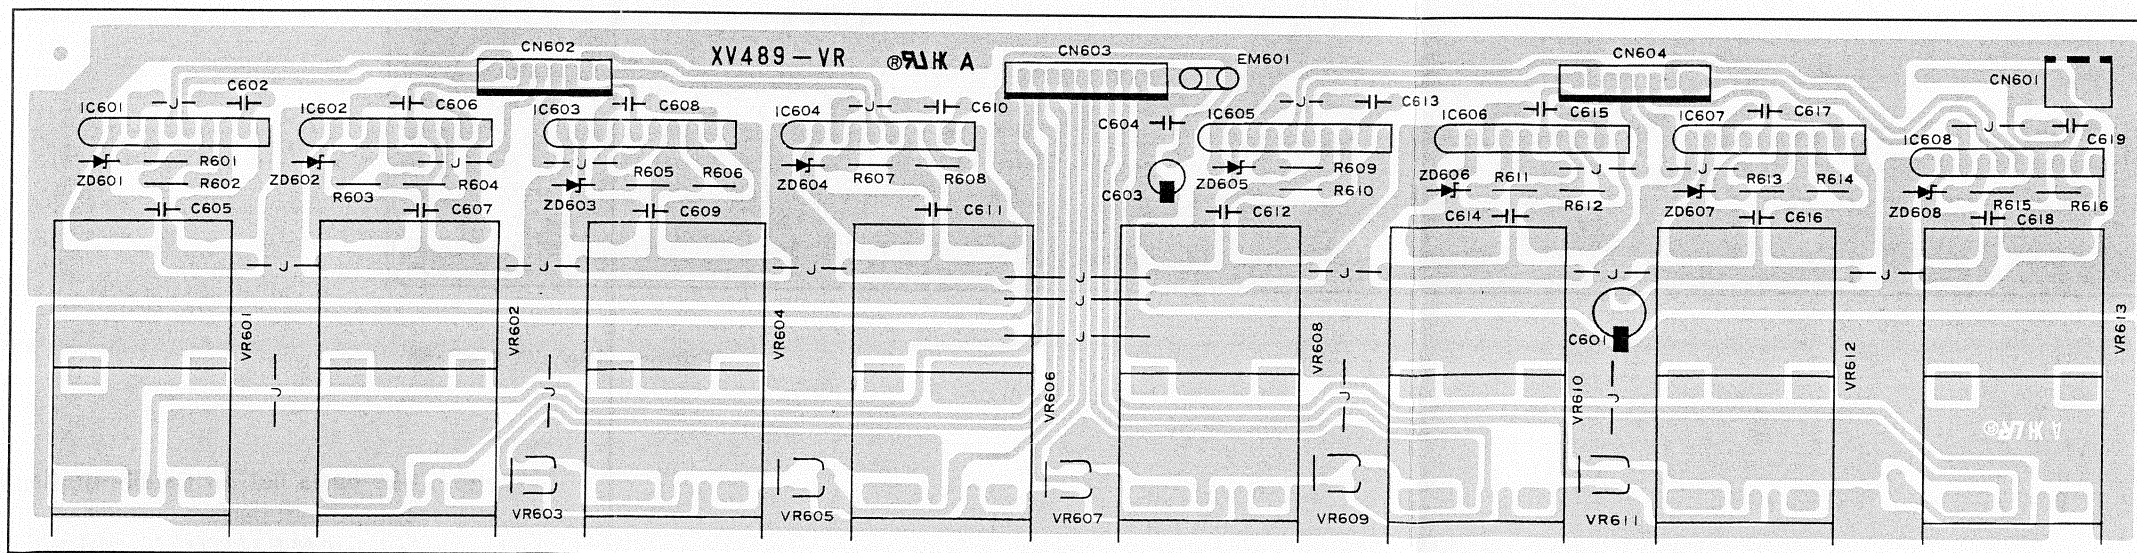 CN602
XV489-VR
CN603
EM601
CN604
CN601
IC601
J
C602
IC602
C606
IC603
C608
IC604
J
C610
C604
IC605
J
C613
IC606
C615
IC607
C617
IC608
J
C619
ZD601
R601
R602
C605
ZD602
J
R603
R604
C607
J
ZD603
R605
R606
C609
ZD604
R607
R608
C611
C603
ZD605
R609
R610
C612
ZD606
R611
J
R612
C614
J
ZD607
R613
R614
C616
ZD608
R615
R616
C618
J
J
J
J
J
J
J
J
J
C601
VR601
VR602
VR604
VR606
VR608
VR610
VR612
VR613
J
J
J
J
VR603
VR605
VR607
VR609
VR611